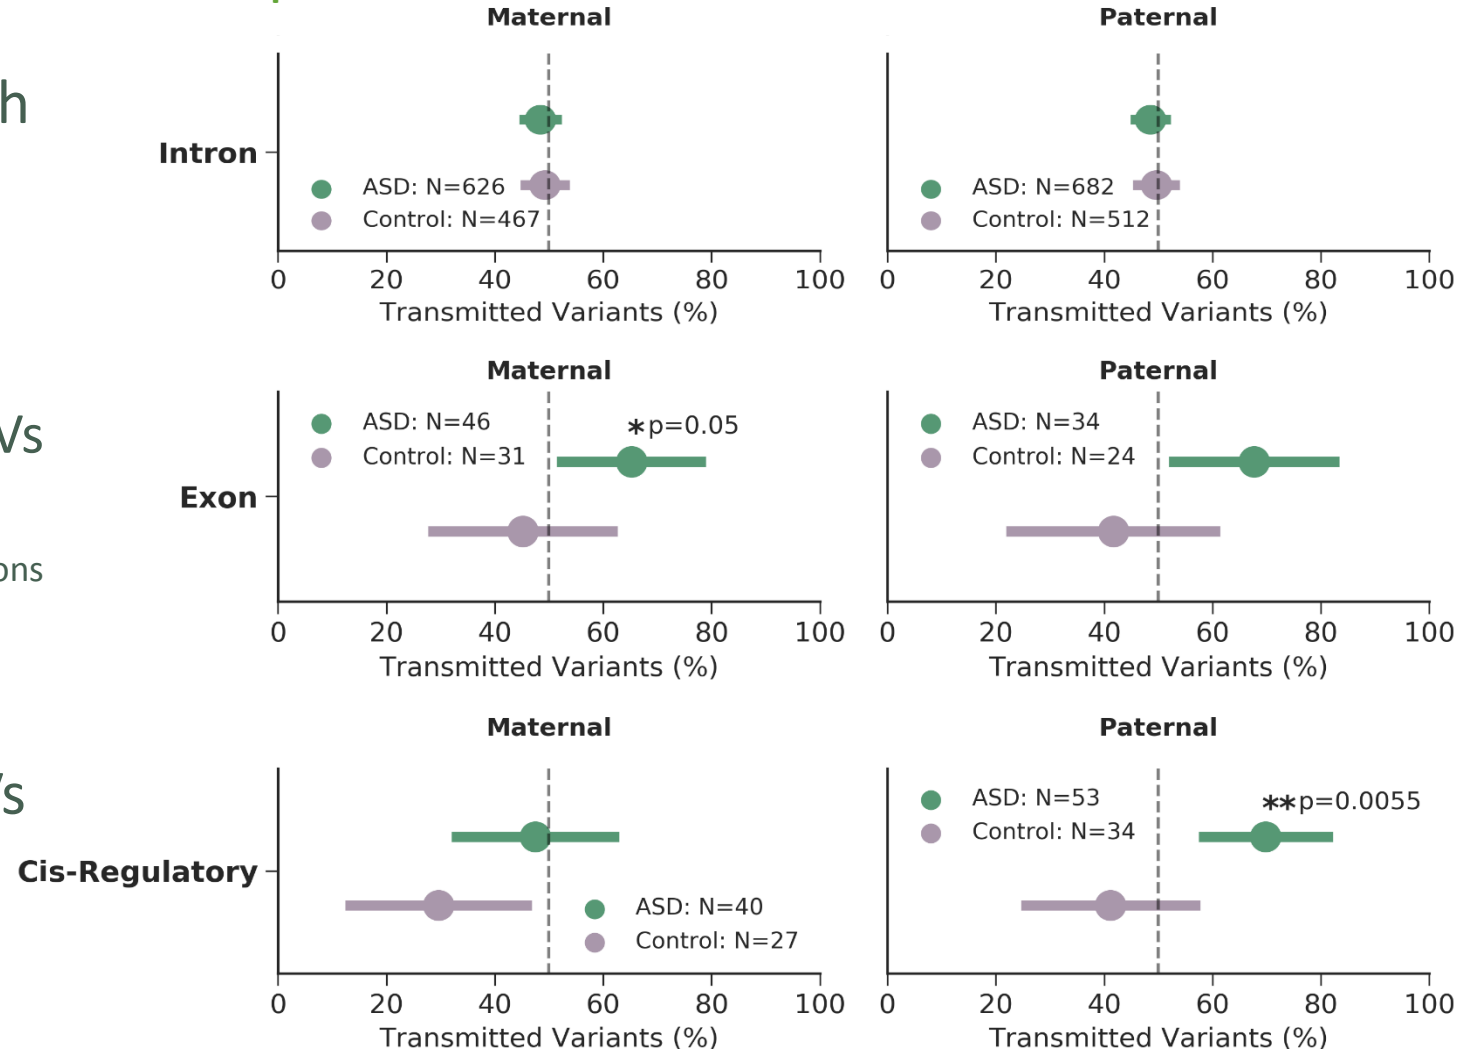 Maternal
Paternal
h
Intron
ASD: N=626
Control: N=467
ASD: N=682
Control: N=512
0 20 40 60 80 100
0 20 40 60 80 100
Transmitted Variants (%)
Transmitted Variants (%)
Maternal
Paternal
Vs
ASD: N=46
Control: N=31
*p=0.05
ASD: N=34
Control: N=24
Exon
ons
0 20 40 60 80 100
0 20 40 60 80 100
Transmitted Variants (%)
Transmitted Variants (%)
Maternal
Paternal
Vs
ASD: N=53
Control: N=34
**p=0.0055
Cis-Regulatory
ASD: N=40
Control: N=27
0 20 40 60 80 100
0 20 40 60 80 100
Transmitted Variants (%)
Transmitted Variants (%)